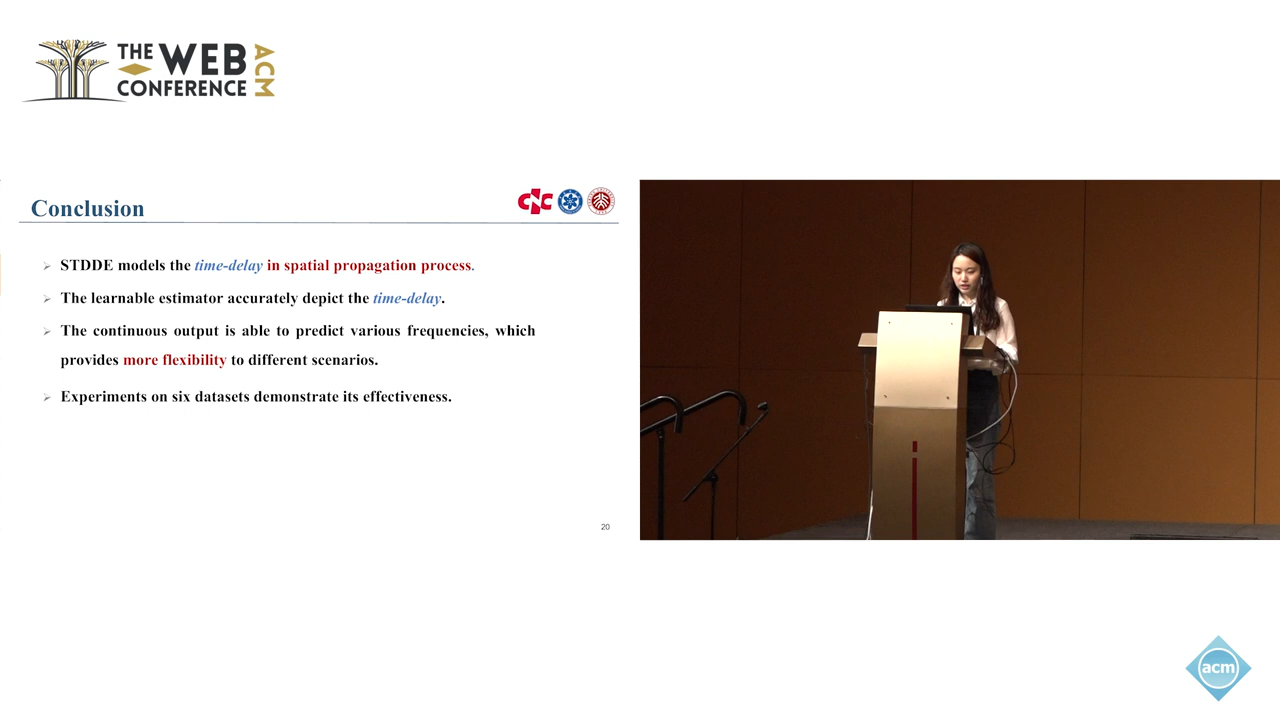 THE WEB
CONFERENCE
ACM
Conclusion
CNC
STDDE models the time-delay in spatial propagation process.
The learnable estimator accurately depict the time-delay.
The continuous output is able to predict various frequencies, which
provides more flexibility to different scenarios.
Experiments on six datasets demonstrate its effectiveness.
20
acm